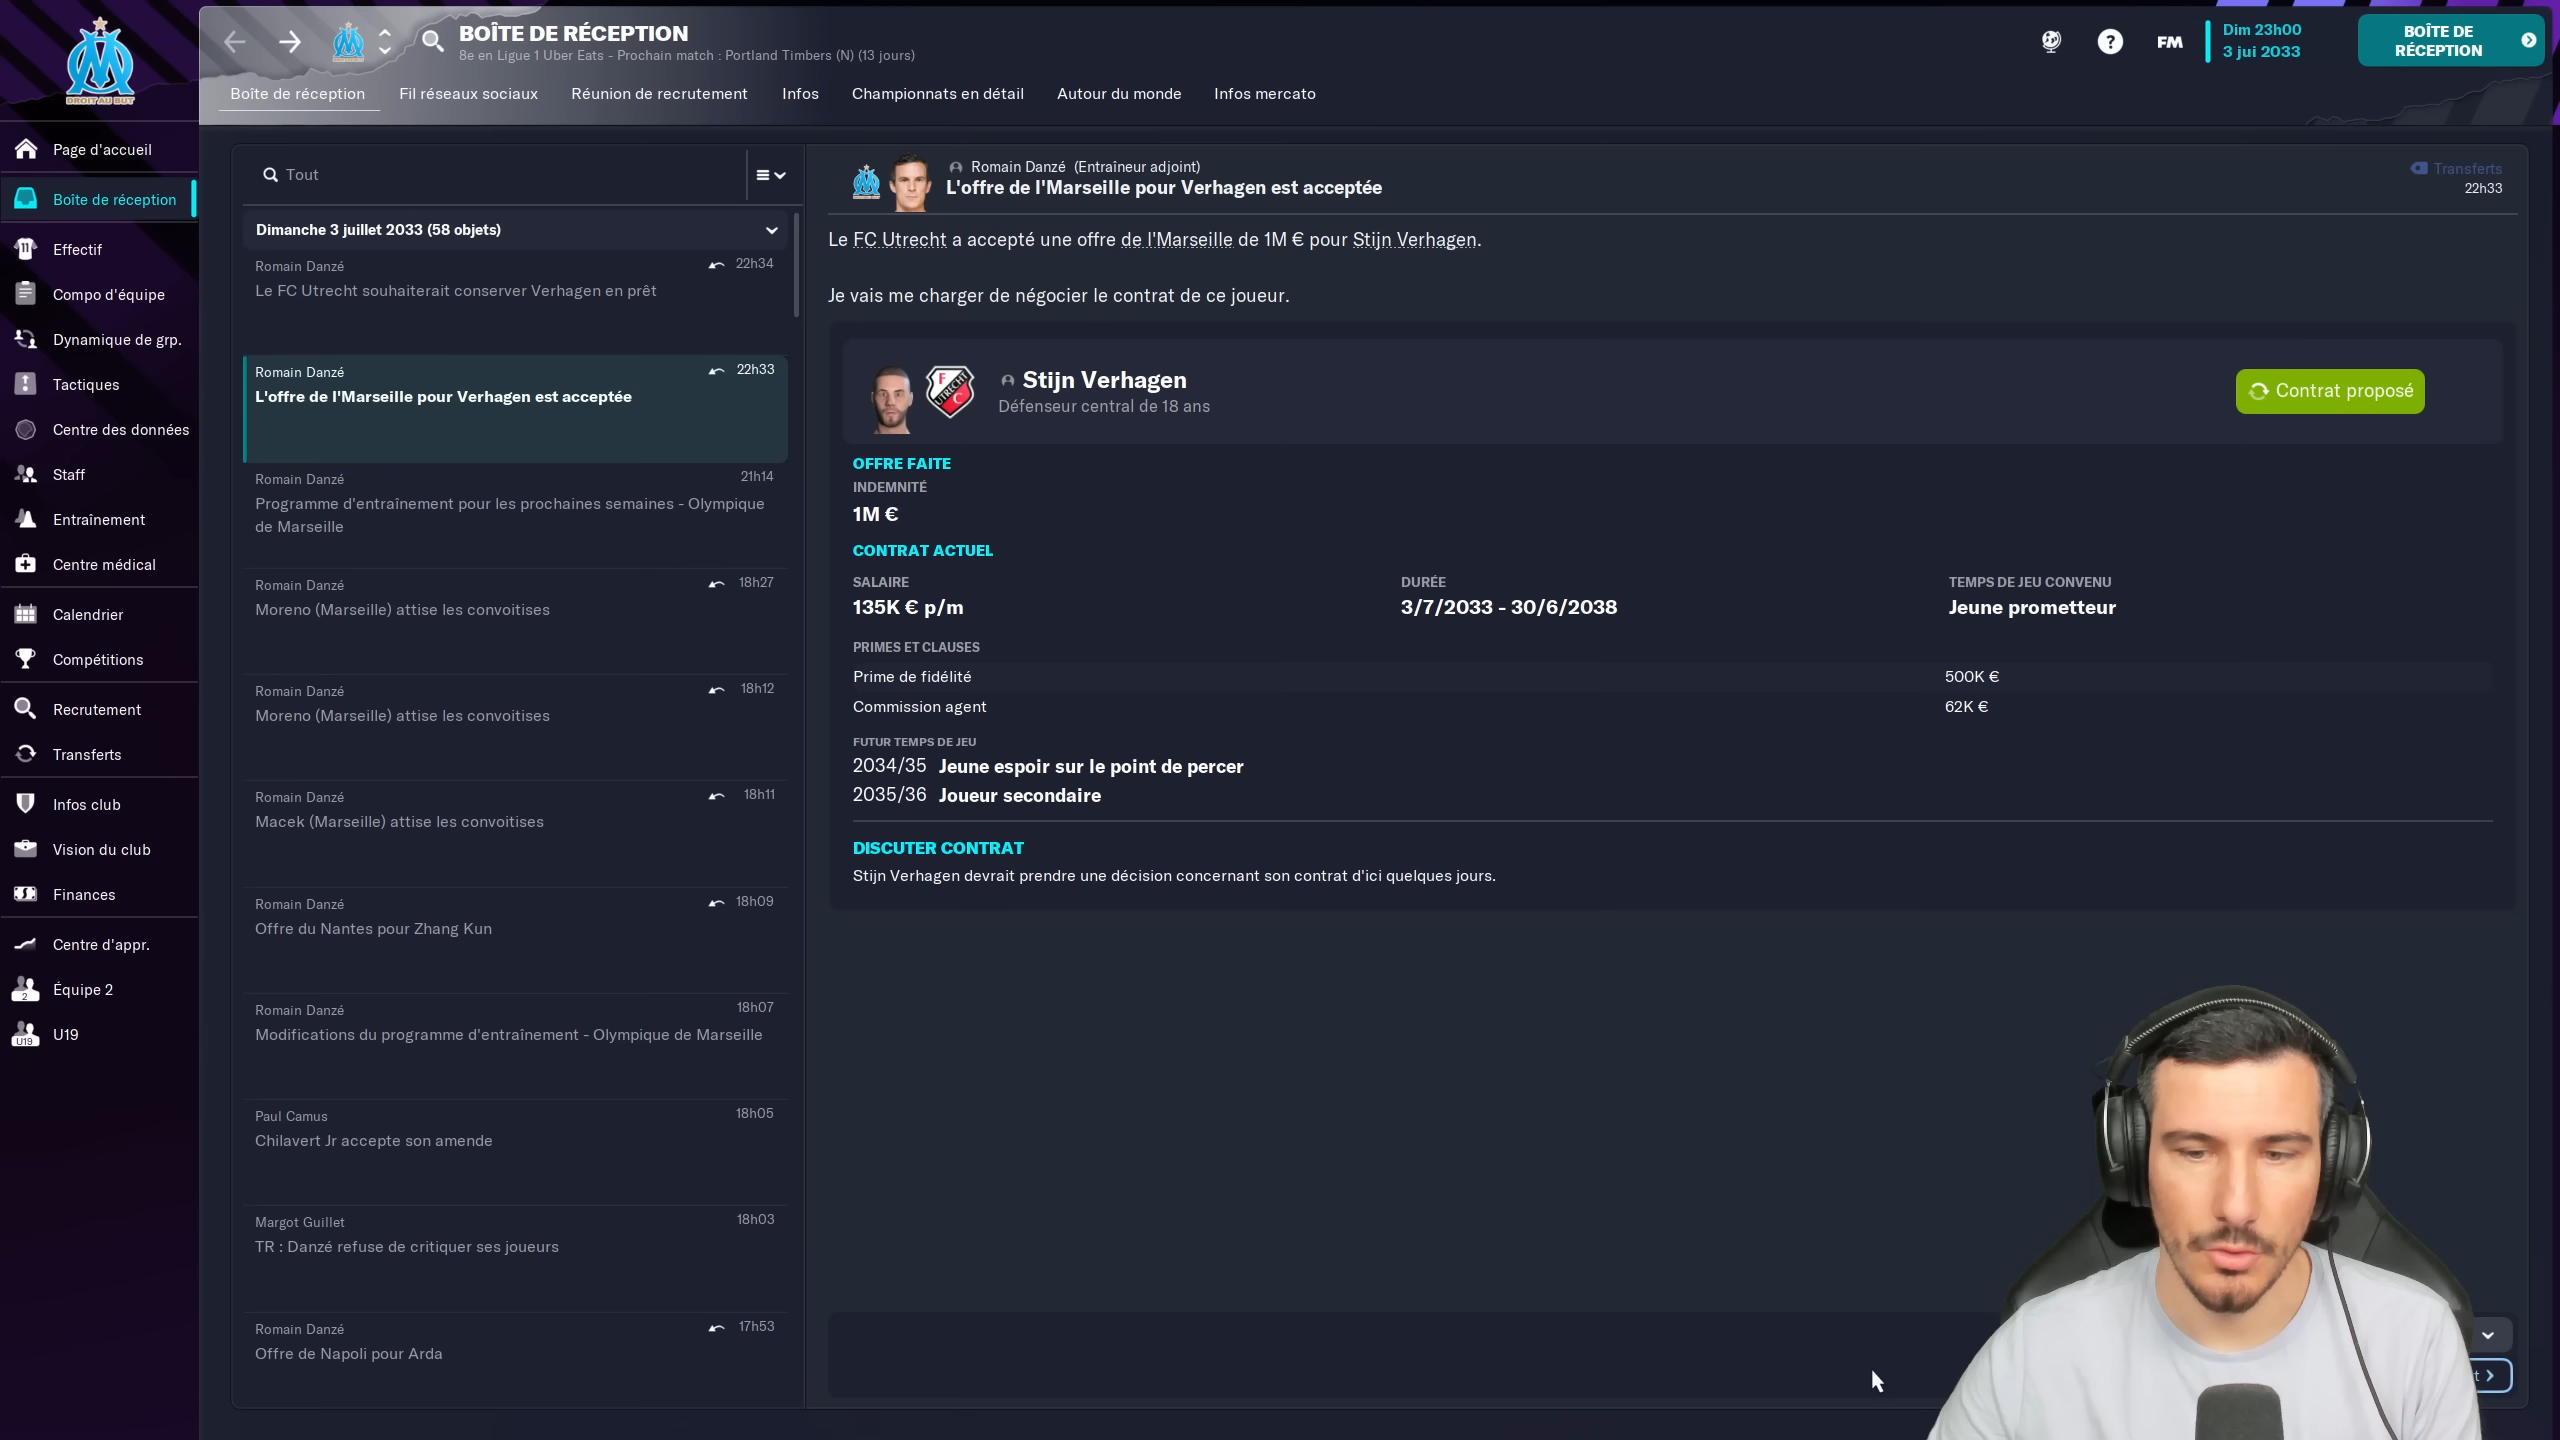 DROIT AU BUT
Page d'accueil
Boîte de réception
Effectif
Compo d'équipe
Dynamique de grp.
Tactiques
Centre des données
Staff
Entraînement
Centre médical
Calendrier
Compétitions
Recrutement
Transferts
Infos club
Vision du club
Finances
Centre d'appr.
2
Équipe 2
U19
U19
BOÎTE DE RÉCEPTION
8e en Ligue 1 Uber Eats - Prochain match : Portland Timbers (N) (13 jours)
?
FM
Dim 23h00
3 jui 2033
BOÎTE DE
RÉCEPTION
Boîte de réception
Fil réseaux sociaux
Réunion de recrutement
Infos
Championnats en détail
Autour du monde
Infos mercato
Tout
Dimanche 3 juillet 2033 (58 objets)
Romain Danzé 22h34
Le FC Utrecht souhaiterait conserver Verhagen en prêt
Romain Danzé 22h33
L'offre de l'Marseille pour Verhagen est acceptée
Romain Danzé 21h14
Programme d'entraînement pour les prochaines semaines - Olympique
de Marseille
Romain Danzé 18h27
Moreno (Marseille) attise les convoitises
Romain Danzé 18h12
Moreno (Marseille) attise les convoitises
Romain Danzé 18h11
Macek (Marseille) attise les convoitises
Romain Danzé 18h09
Offre du Nantes pour Zhang Kun
Romain Danzé 18h07
Modifications du programme d'entraînement - Olympique de Marseille
Paul Camus 18h05
Chilavert Jr accepte son amende
Margot Guillet 18h03
TR : Danzé refuse de critiquer ses joueurs
Romain Danzé 17h53
Offre de Napoli pour Arda
Romain Danzé (Entraîneur adjoint)
L'offre de l'Marseille pour Verhagen est acceptée
Transferts
22h33
Le FC Utrecht a accepté une offre de l'Marseille de 1M € pour Stijn Verhagen.
Je vais me charger de négocier le contrat de ce joueur.
F
UTRECHT
C
Stijn Verhagen
Défenseur central de 18 ans
Contrat proposé
OFFRE FAITE
INDEMNITÉ
1M €
CONTRAT ACTUEL
SALAIRE DURÉE TEMPS DE JEU CONVENU
135K € p/m 3/7/2033 - 30/6/2038 Jeune prometteur
PRIMES ET CLAUSES
Prime de fidélité 500K €
Commission agent 62K €
FUTUR TEMPS DE JEU
2034/35 Jeune espoir sur le point de percer
2035/36 Joueur secondaire
DISCUTER CONTRAT
Stijn Verhagen devrait prendre une décision concernant son contrat d'ici quelques jours.